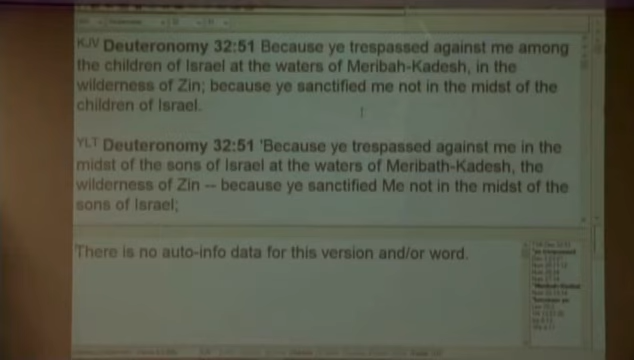 KJV Deuteronomy 32:51 Because ye trespassed against me among
the children of Israel at the waters of Meribah-Kadesh, in the
wilderness of Zin; because ye sanctified me not in the midst of the
children of Israel.
YLT Deuteronomy 32:51 'Because ye trespassed against me in the
midst of the sons of Israel at the waters of Meribath-Kadesh, the
wilderness of Zin -- because ye sanctified Me not in the midst of the
sons of Israel;
There is no auto-info data for this version and/or word.